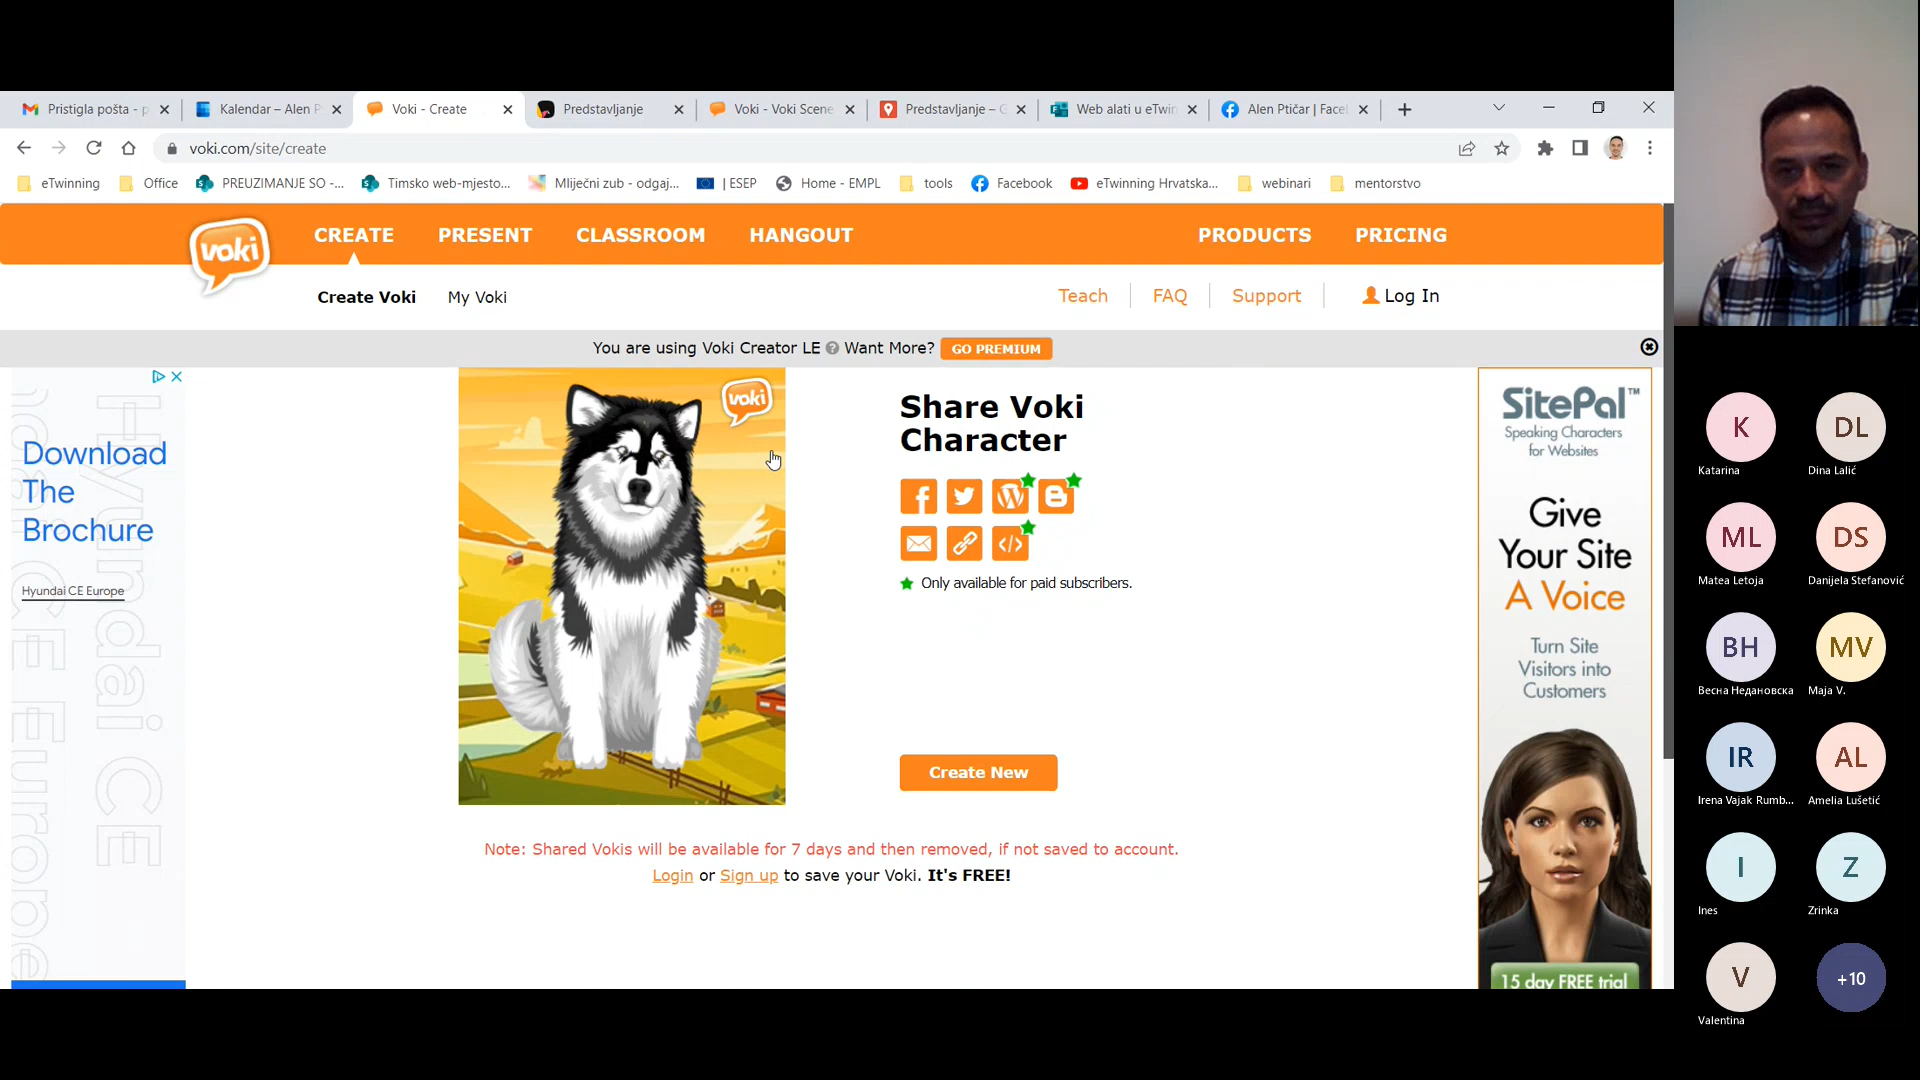 Pristigla pošta - p
Kalendar – Alen P
Voki - Create
Predstavljanje
Voki - Voki Scene
Predstavljanje – G
Web alati u eTwin
Alen Ptičar | Face
voki.com/site/create
eTwinning
Office
PREUZIMANJE SO -...
Timsko web-mjesto...
Mliječni zub - odgaj...
| ESEP
Home - EMPL
tools
Facebook
eTwinning Hrvatska...
webinari
mentorstvo
voki
CREATE
PRESENT
CLASSROOM
HANGOUT
PRODUCTS
PRICING
Create Voki
My Voki
Teach
FAQ
Support
Log In
You are using Voki Creator LE ? Want More? GO PREMIUM
Download
The
Brochure
Hyundai CE Europe
Hyundai CE
voki
Share Voki
Character
Only available for paid subscribers.
Create New
Note: Shared Vokis will be available for 7 days and then removed, if not saved to account.
Login or Sign up to save your Voki. It's FREE!
SitePal™
Speaking Characters
for Websites
Give
Your Site
A Voice
Turn Site
Visitors into
Customers
15 day FREE trial
K
Katarina
DL
Dina Lalić
ML
Matea Letoja
DS
Danijela Stefanović
BH
Весна Недановска
MV
Maja V.
IR
Irena Vajak Rumb...
AL
Amelia Lušetić
I
Ines
Z
Zrinka
V
Valentina
+10